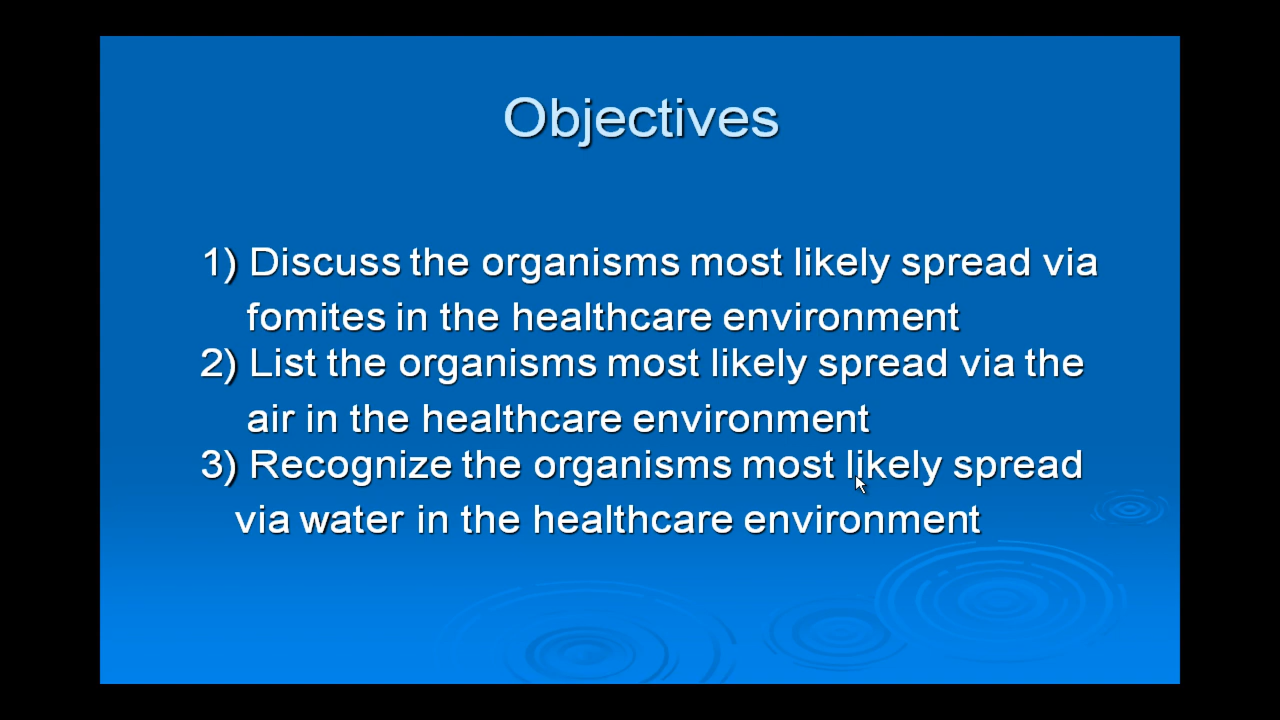 Objectives
1) Discuss the organisms most likely spread via
fomites in the healthcare environment
2) List the organisms most likely spread via the
air in the healthcare environment
3) Recognize the organisms most likely spread
via water in the healthcare environment